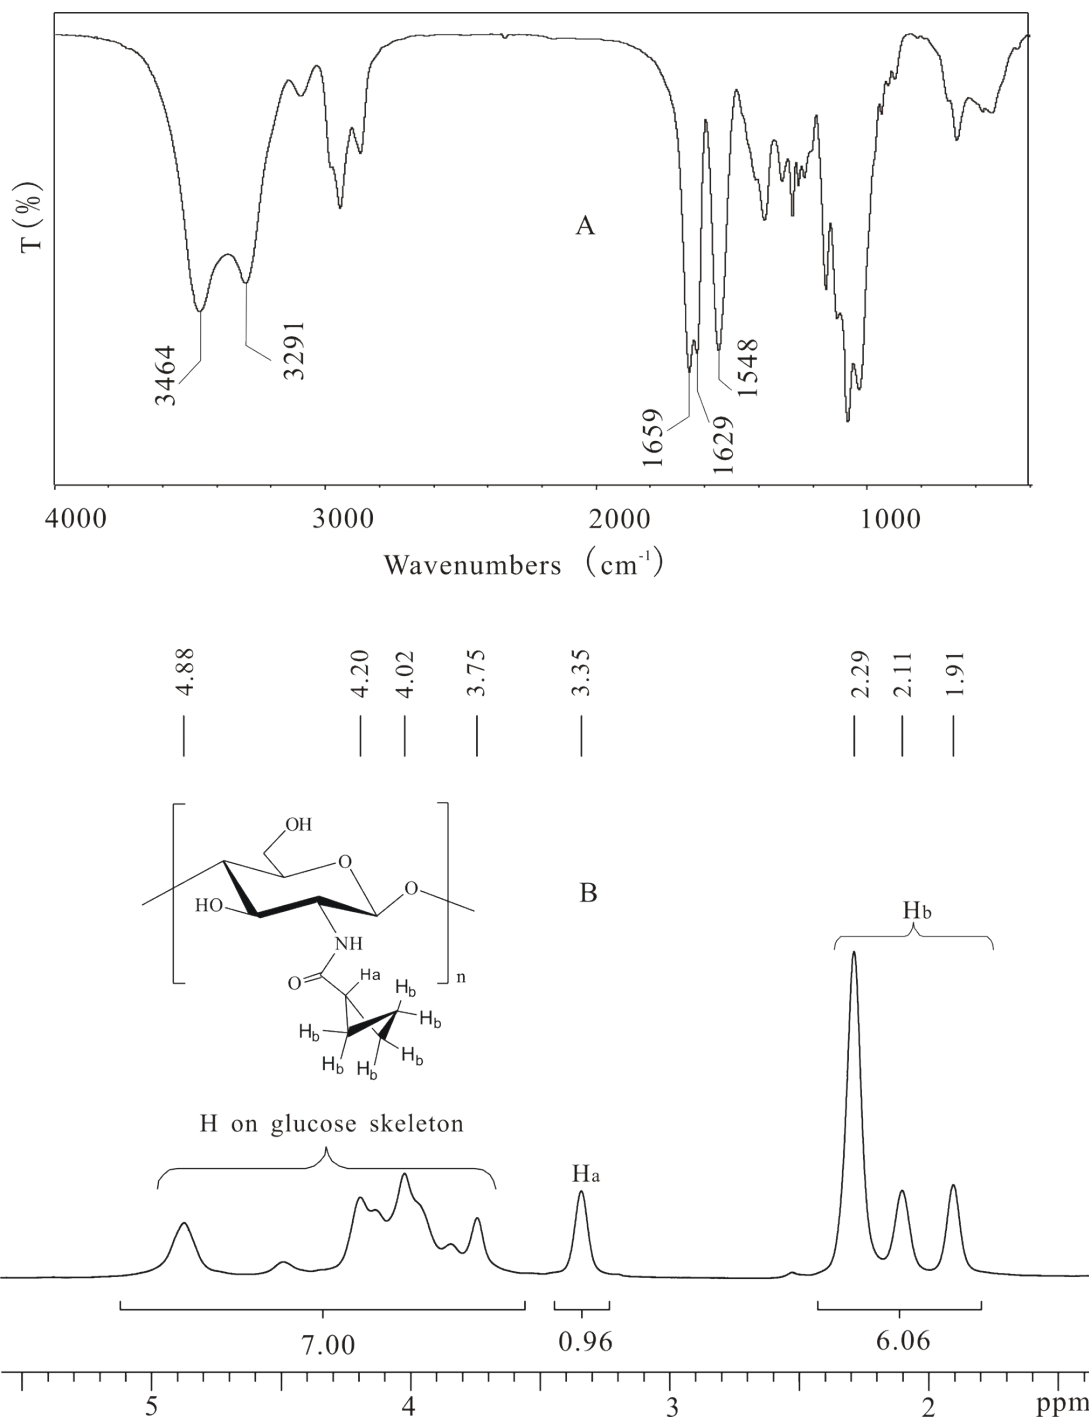 T (%)
A
3464
3291
1659
1629
1548
4000 3000 2000 1000
Wavenumbers (cm-1)
4.88 4.20 4.02 3.75 3.35 2.29 2.11 1.91
OH
O
O
HO
NH
O
Ha
Hb
Hb
Hb
Hb
Hb
Hb
n
B
Hb
H on glucose skeleton
Ha
7.00 0.96 6.06
5 4 3 2 ppm